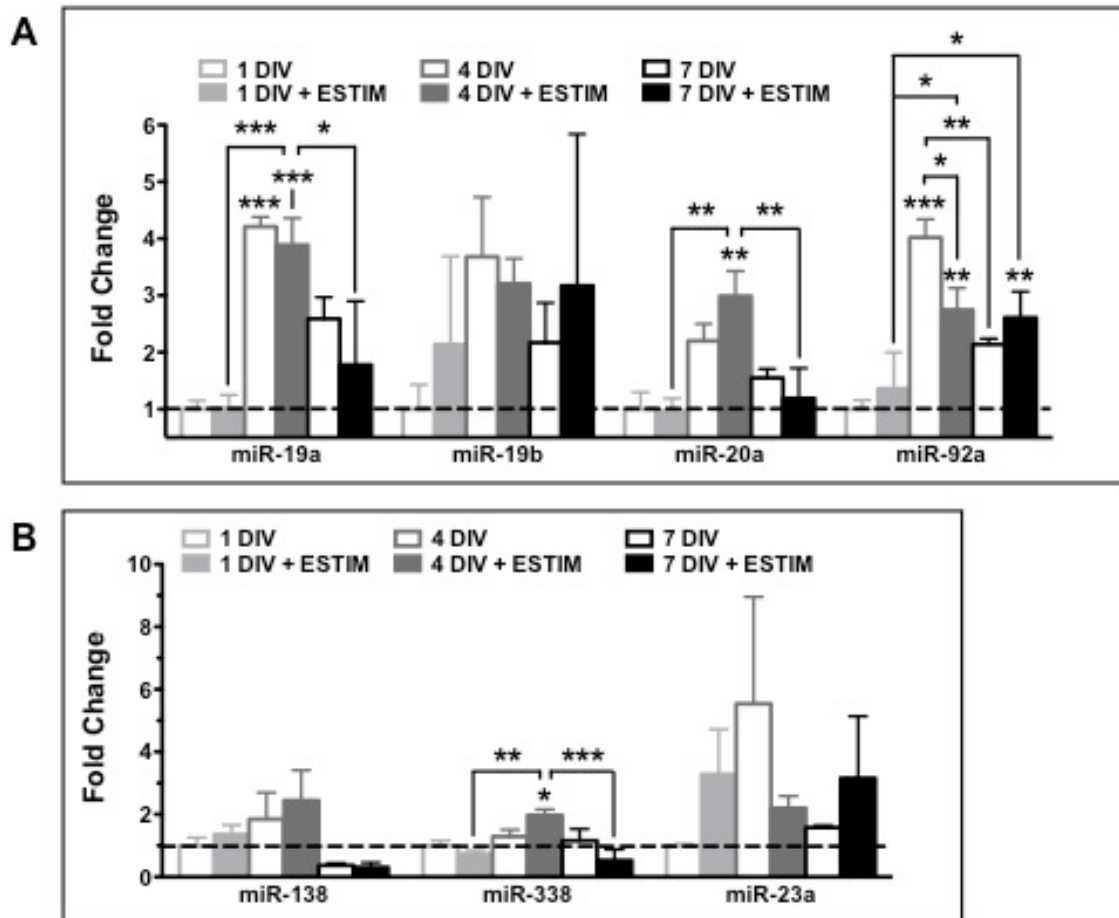 A
1 DIV 4 DIV 7 DIV
1 DIV + ESTIM 4 DIV + ESTIM 7 DIV + ESTIM
*
*
*** * ** ** **
*** *
*** ** *** 
** **
Fold Change
6
5
4
3
2
1
miR-19a miR-19b miR-20a miR-92a
B
1 DIV 4 DIV 7 DIV
1 DIV + ESTIM 4 DIV + ESTIM 7 DIV + ESTIM
Fold Change
10
8
6
4
2
0
** ***
*
miR-138 miR-338 miR-23a